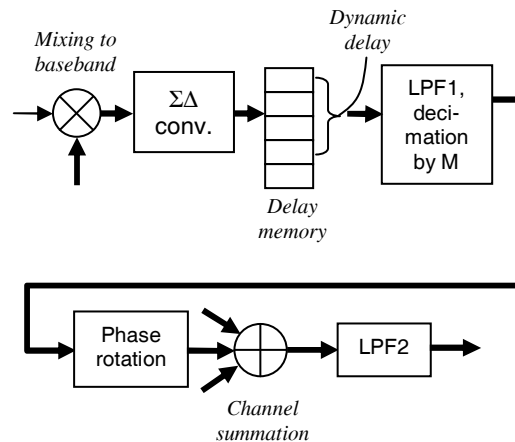 Mixing to
baseband
ΣΔ
conv.
Dynamic
delay
Delay
memory
LPF1,
deci-
mation
by M
Phase
rotation
Channel
summation
LPF2